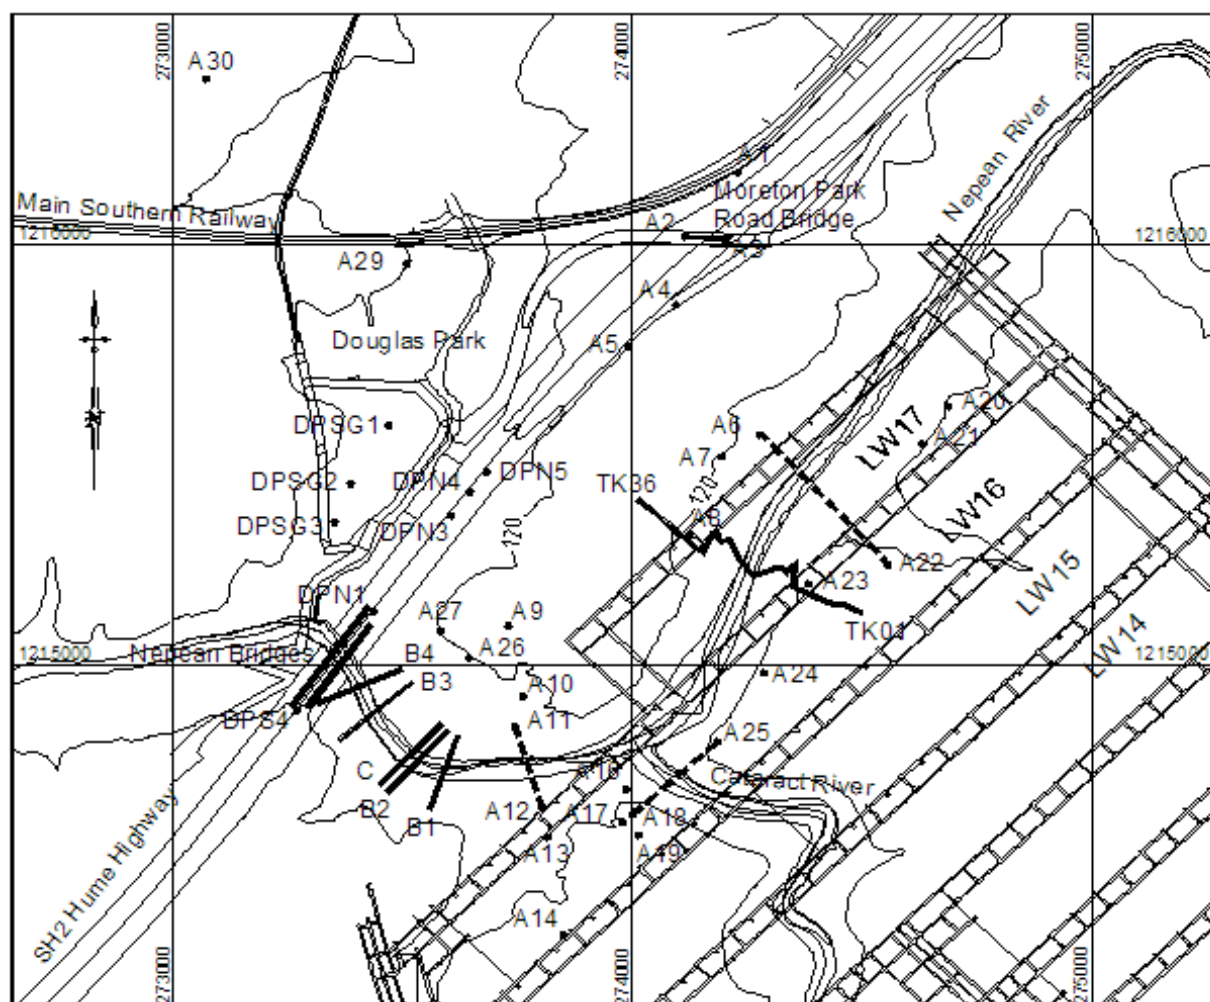 273000
274000
275000
A30
A1
Nepean River
Moreton Park
Road Bridge
Main Southern Railway
A2
A3
1216000
1216000
A29
A4
Douglas Park
A5
A20
A6
DPSG1
A21
LW17
A7
DPN5
DPSG2
DPN4
TK36
120
LW16
DPSG3
DPN3
A8
120
A22
A23
LW15
DPN1
A27
A9
TK01
LW14
Nepean Bridges
1215000
B4
A26
1215000
B3
A24
A10
DPS4
A11
A25
C
A16
Cataract River
B2
B1
A12
A17
A18
A13
A19
SH2 Hume Highway
A14
273000
274000
275000